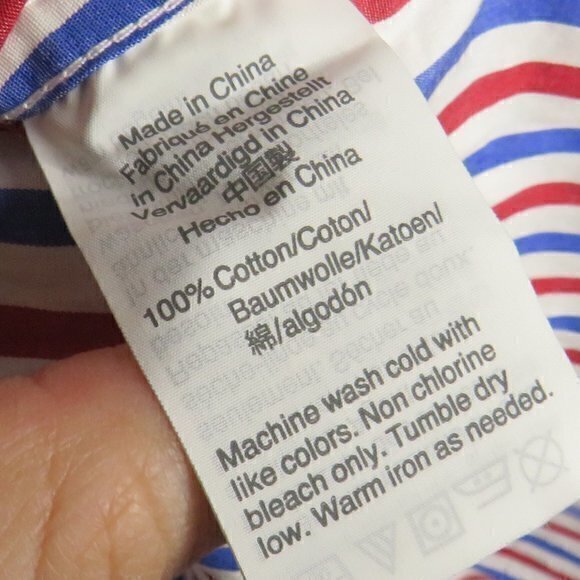 Made in China
Fabriqué en Chine
in China Hergestellt
Vervaardigd in China
中国製
Hecho en China
100% Cotton/Coton/
Baumwolle/Katoen/
綿/algodón
Machine wash cold with
like colors. Non chlorine
bleach only. Tumble dry
low. Warm iron as needed.